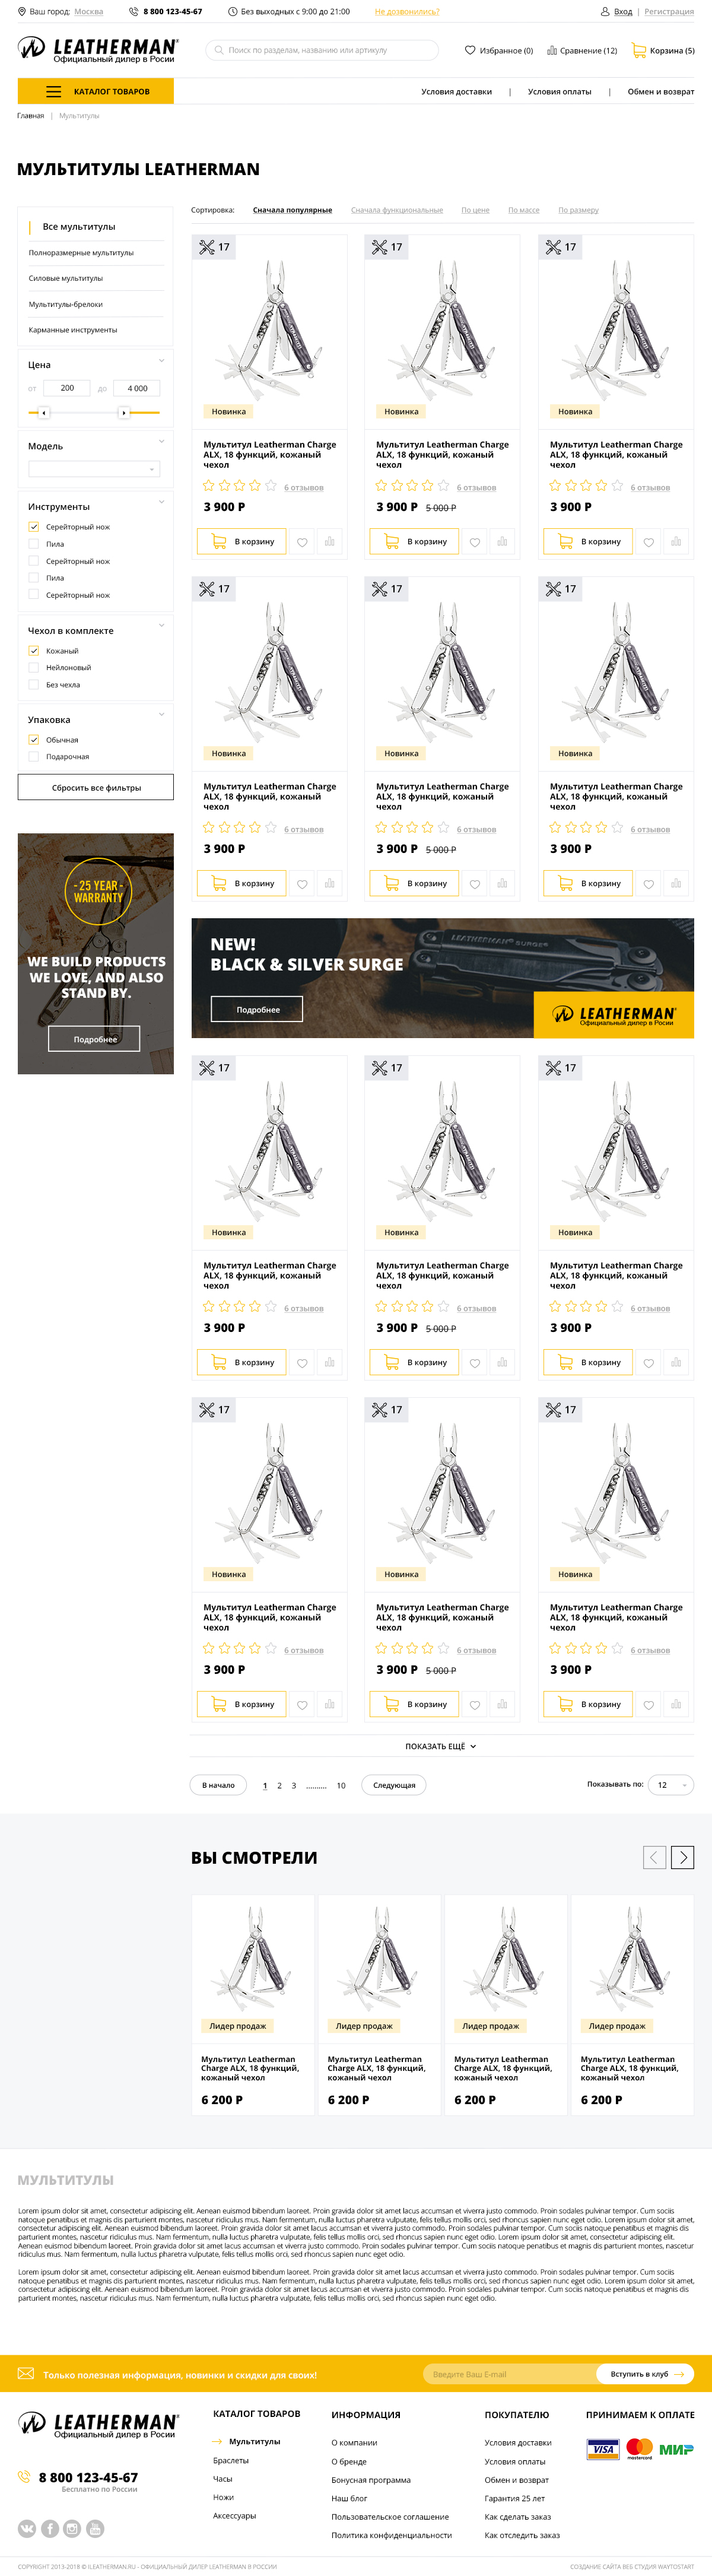 Ваш город: Москва
8 800 123-45-67
Без выходных с 9:00 до 21:00
Не дозвонились?
Вход | Регистрация
LEATHERMAN®
Официальный дилер в Росии
Поиск по разделам, названию или артикулу
Избранное (0)
Сравнение (12)
Корзина (5)
КАТАЛОГ ТОВАРОВ
Условия доставки | Условия оплаты | Обмен и возврат
Главная | Мультитулы
МУЛЬТИТУЛЫ LEATHERMAN
Все мультитулы
Полноразмерные мультитулы
Силовые мультитулы
Мультитулы-брелоки
Карманные инструменты
Цена
от 200 до 4 000
Модель
Инструменты
Серейторный нож
Пила
Серейторный нож
Пила
Серейторный нож
Чехол в комплекте
Кожаный
Нейлоновый
Без чехла
Упаковка
Обычная
Подарочная
Сбросить все фильтры
- 25 YEAR -
WARRANTY
WE BUILD PRODUCTS
WE LOVE, AND ALSO
STAND BY.
Подробнее
Сортировка: Сначала популярные Сначала функциональные По цене По массе По размеру
17 17 17
Новинка Новинка Новинка
Мультитул Leatherman Charge Мультитул Leatherman Charge Мультитул Leatherman Charge
ALX, 18 функций, кожаный ALX, 18 функций, кожаный ALX, 18 функций, кожаный
чехол чехол чехол
6 отзывов 6 отзывов 6 отзывов
3 900 Р 3 900 Р 5 000 Р 3 900 Р
В корзину В корзину В корзину
17 17 17
Новинка Новинка Новинка
Мультитул Leatherman Charge Мультитул Leatherman Charge Мультитул Leatherman Charge
ALX, 18 функций, кожаный ALX, 18 функций, кожаный ALX, 18 функций, кожаный
чехол чехол чехол
6 отзывов 6 отзывов 6 отзывов
3 900 Р 3 900 Р 5 000 Р 3 900 Р
В корзину В корзину В корзину
NEW!
BLACK & SILVER SURGE
Подробнее
LEATHERMAN®
Официальный дилер в Росии
17 17 17
Новинка Новинка Новинка
Мультитул Leatherman Charge Мультитул Leatherman Charge Мультитул Leatherman Charge
ALX, 18 функций, кожаный ALX, 18 функций, кожаный ALX, 18 функций, кожаный
чехол чехол чехол
6 отзывов 6 отзывов 6 отзывов
3 900 Р 3 900 Р 5 000 Р 3 900 Р
В корзину В корзину В корзину
17 17 17
Новинка Новинка Новинка
Мультитул Leatherman Charge Мультитул Leatherman Charge Мультитул Leatherman Charge
ALX, 18 функций, кожаный ALX, 18 функций, кожаный ALX, 18 функций, кожаный
чехол чехол чехол
6 отзывов 6 отзывов 6 отзывов
3 900 Р 3 900 Р 5 000 Р 3 900 Р
В корзину В корзину В корзину
ПОКАЗАТЬ ЕЩЁ
В начало 1 2 3 .......... 10 Следующая
Показывать по: 12
ВЫ СМОТРЕЛИ
Лидер продаж Лидер продаж Лидер продаж Лидер продаж
Мультитул Leatherman Мультитул Leatherman Мультитул Leatherman Мультитул Leatherman
Charge ALX, 18 функций, Charge ALX, 18 функций, Charge ALX, 18 функций, Charge ALX, 18 функций,
кожаный чехол кожаный чехол кожаный чехол кожаный чехол
6 200 Р 6 200 Р 6 200 Р 6 200 Р
МУЛЬТИТУЛЫ
Lorem ipsum dolor sit amet, consectetur adipiscing elit. Aenean euismod bibendum laoreet. Proin gravida dolor sit amet lacus accumsan et viverra justo commodo. Proin sodales pulvinar tempor. Cum sociis
natoque penatibus et magnis dis parturient montes, nascetur ridiculus mus. Nam fermentum, nulla luctus pharetra vulputate, felis tellus mollis orci, sed rhoncus sapien nunc eget odio. Lorem ipsum dolor sit amet,
consectetur adipiscing elit. Aenean euismod bibendum laoreet. Proin gravida dolor sit amet lacus accumsan et viverra justo commodo. Proin sodales pulvinar tempor. Cum sociis natoque penatibus et magnis dis
parturient montes, nascetur ridiculus mus. Nam fermentum, nulla luctus pharetra vulputate, felis tellus mollis orci, sed rhoncus sapien nunc eget odio. Lorem ipsum dolor sit amet, consectetur adipiscing elit.
Aenean euismod bibendum laoreet. Proin gravida dolor sit amet lacus accumsan et viverra justo commodo. Proin sodales pulvinar tempor. Cum sociis natoque penatibus et magnis dis parturient montes, nascetur
ridiculus mus. Nam fermentum, nulla luctus pharetra vulputate, felis tellus mollis orci, sed rhoncus sapien nunc eget odio.
Lorem ipsum dolor sit amet, consectetur adipiscing elit. Aenean euismod bibendum laoreet. Proin gravida dolor sit amet lacus accumsan et viverra justo commodo. Proin sodales pulvinar tempor. Cum sociis
natoque penatibus et magnis dis parturient montes, nascetur ridiculus mus. Nam fermentum, nulla luctus pharetra vulputate, felis tellus mollis orci, sed rhoncus sapien nunc eget odio. Lorem ipsum dolor sit amet,
consectetur adipiscing elit. Aenean euismod bibendum laoreet. Proin gravida dolor sit amet lacus accumsan et viverra justo commodo. Proin sodales pulvinar tempor. Cum sociis natoque penatibus et magnis dis
parturient montes, nascetur ridiculus mus. Nam fermentum, nulla luctus pharetra vulputate, felis tellus mollis orci, sed rhoncus sapien nunc eget odio.
Только полезная информация, новинки и скидки для своих!
Введите Ваш E-mail
Вступить в клуб
LEATHERMAN®
Официальный дилер в Росии
8 800 123-45-67
Бесплатно по России
КАТАЛОГ ТОВАРОВ
Мультитулы
Браслеты
Часы
Ножи
Аксессуары
ИНФОРМАЦИЯ
О компании
О бренде
Бонусная программа
Наш блог
Пользовательское соглашение
Политика конфиденциальности
ПОКУПАТЕЛЮ
Условия доставки
Условия оплаты
Обмен и возврат
Гарантия 25 лет
Как сделать заказ
Как отследить заказ
ПРИНИМАЕМ К ОПЛАТЕ
VISA MasterCard МИР
COPYRIGHT 2013-2018 © ILEATHERMAN.RU - ОФИЦИАЛЬНЫЙ ДИЛЕР LEATHERMAN В РОССИИ
СОЗДАНИЕ САЙТА ВЕБ СТУДИЯ WAYTOSTART